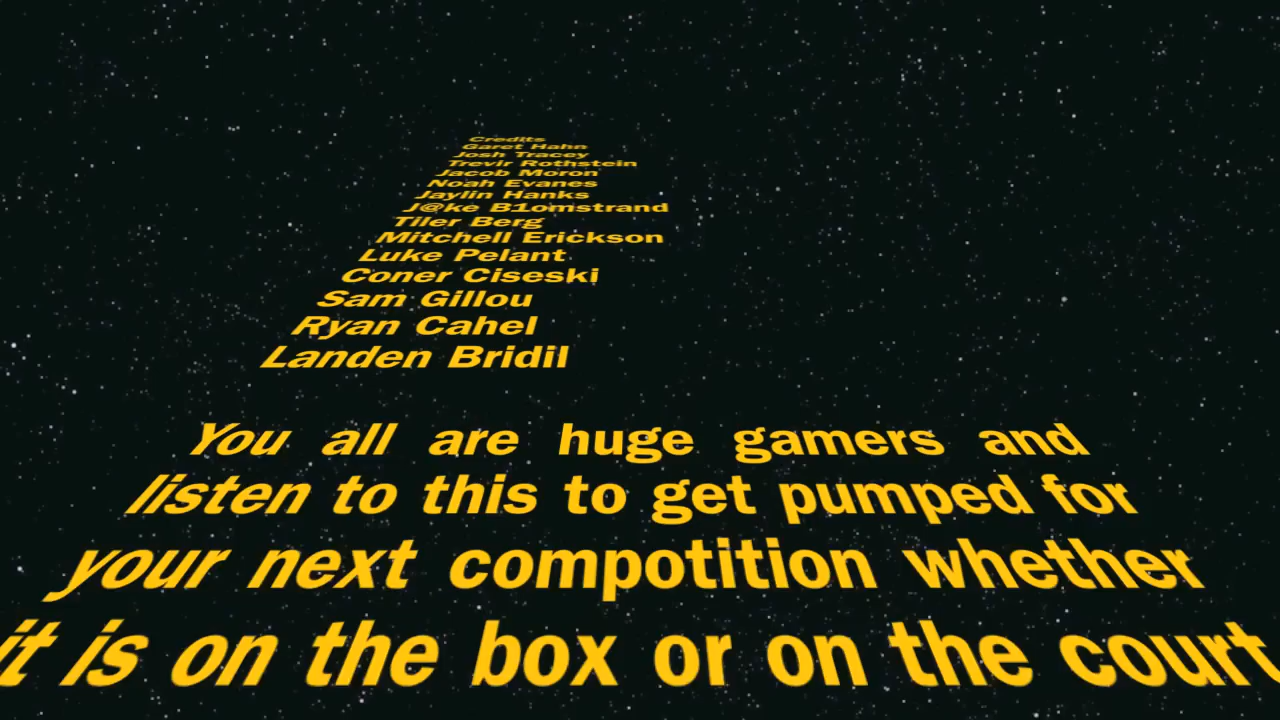 Credits
Garet Hahn
Josh Tracey
Trevir Rothstein
Jacob Moron
Noah Evanes
Jaylin Hanks
J@ke B1omstrand
Tiler Berg
Mitchell Erickson
Luke Pelant
Coner Ciseski
Sam Gillou
Ryan Cahel
Landen Bridil
You all are huge gamers and
listen to this to get pumped for
your next compotition whether
it is on the box or on the court